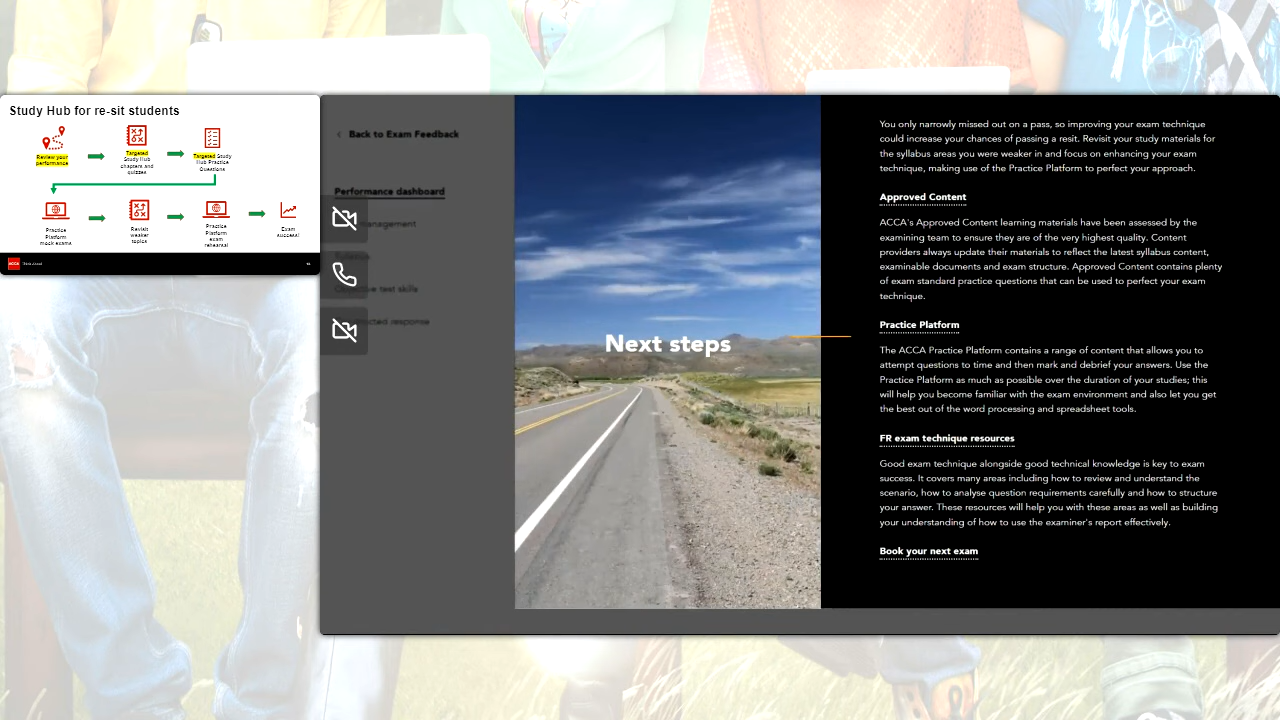 Study Hub for re-sit students
Review your
performance
Targeted
Study Hub
chapters and
quizzes
Targeted Study
Hub Practice
Questions
Practice
Platform
mock exams
Revisit
weaker
topics
Practice
Platform
exam
rehearsal
Exam
success!
ACCA
Think Ahead
Back to Exam Feedback
Performance dashboard
management
Objective test skills
Constructed response
Next steps
You only narrowly missed out on a pass, so improving your exam technique
could increase your chances of passing a resit. Revisit your study materials for
the syllabus areas you were weaker in and focus on enhancing your exam
technique, making use of the Practice Platform to perfect your approach.
Approved Content
ACCA's Approved Content learning materials have been assessed by the
examining team to ensure they are of the very highest quality. Content
providers always update their materials to reflect the latest syllabus content,
examinable documents and exam structure. Approved Content contains plenty
of exam standard practice questions that can be used to perfect your exam
technique.
Practice Platform
The ACCA Practice Platform contains a range of content that allows you to
attempt questions to time and then mark and debrief your answers. Use the
Practice Platform as much as possible over the duration of your studies; this
will help you become familiar with the exam environment and also let you get
the best out of the word processing and spreadsheet tools.
FR exam technique resources
Good exam technique alongside good technical knowledge is key to exam
success. It covers many areas including how to review and understand the
scenario, how to analyse question requirements carefully and how to structure
your answer. These resources will help you with these areas as well as building
your understanding of how to use the examiner's report effectively.
Book your next exam